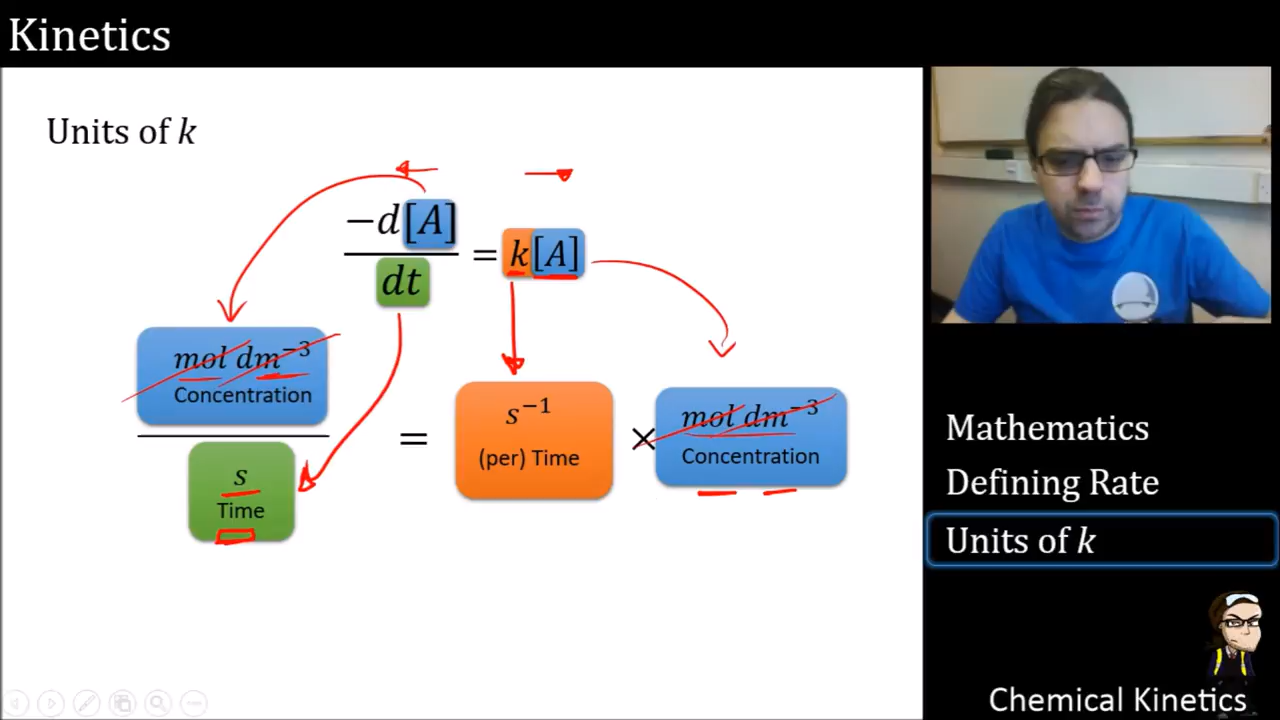 Kinetics
Units of k
−d[A]
dt
= k[A]
mol dm⁻³
Concentration
s
Time
=
s⁻¹
(per) Time
×
mol dm⁻³
Concentration
Mathematics
Defining Rate
Units of k
Chemical Kinetics